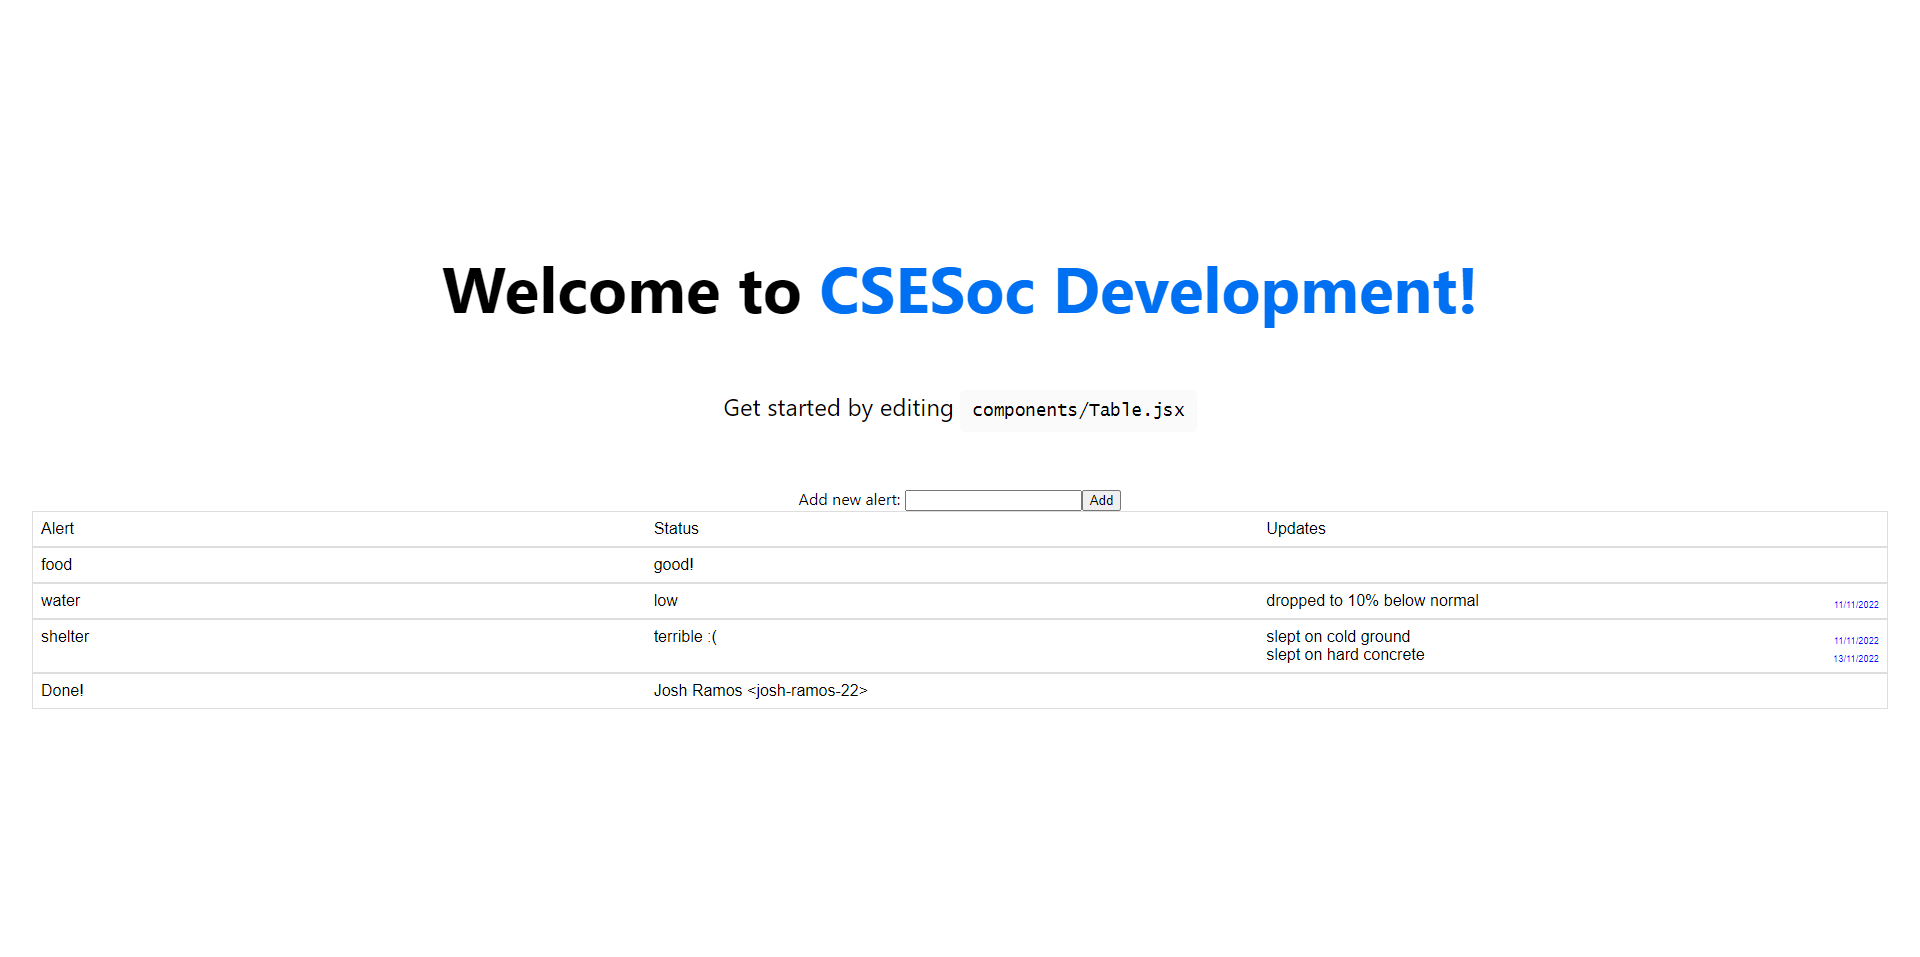 Welcome to CSESoc Development!
Get started by editing components/Table.jsx
Add new alert: Add
Alert Status Updates
food good!
water low dropped to 10% below normal 11/11/2022
shelter terrible :( slept on cold ground 11/11/2022
slept on hard concrete 13/11/2022
Done! Josh Ramos <josh-ramos-22>